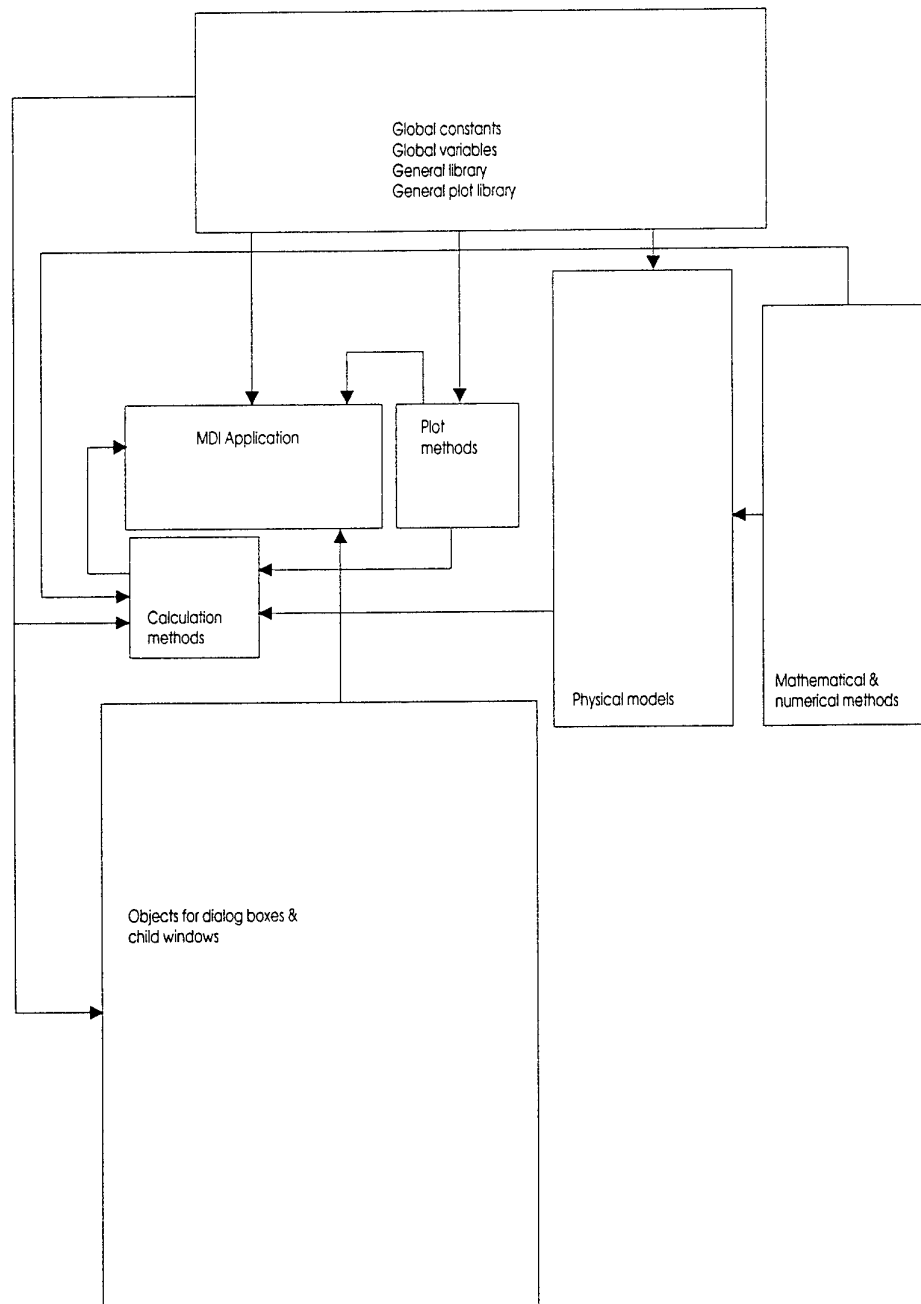 Global constants
Global variables
General library
General plot library
MDI Application
Plot
methods
Calculation
methods
Physical models
Mathematical &
numerical methods
Objects for dialog boxes &
child windows